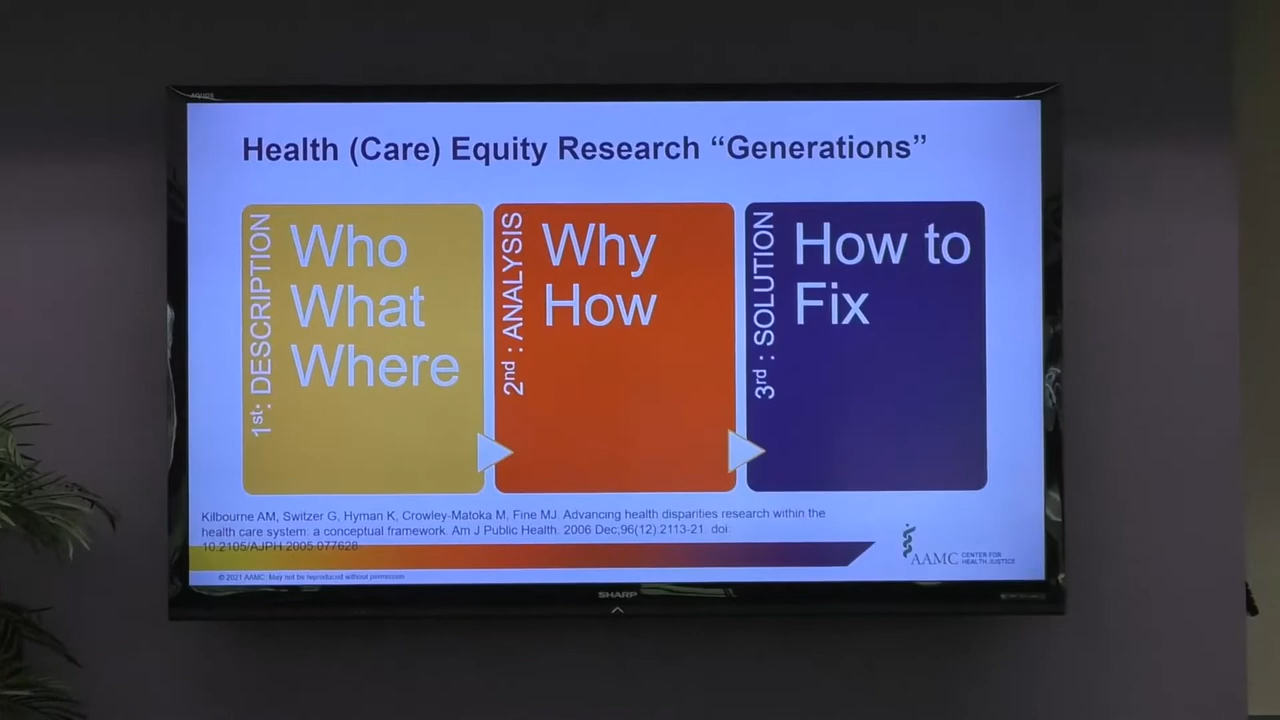 AQUOS
Health (Care) Equity Research “Generations”
1st: DESCRIPTION
Who
What
Where
2nd : ANALYSIS
Why
How
3rd : SOLUTION
How to
Fix
Kilbourne AM, Switzer G, Hyman K, Crowley-Matoka M, Fine MJ. Advancing health disparities research within the
health care system: a conceptual framework. Am J Public Health. 2006 Dec;96(12):2113-21. doi:
10.2105/AJPH.2005.077628.
© 2021 AAMC. May not be reproduced without permission.
AAMC CENTER FOR
HEALTH JUSTICE
SHARP